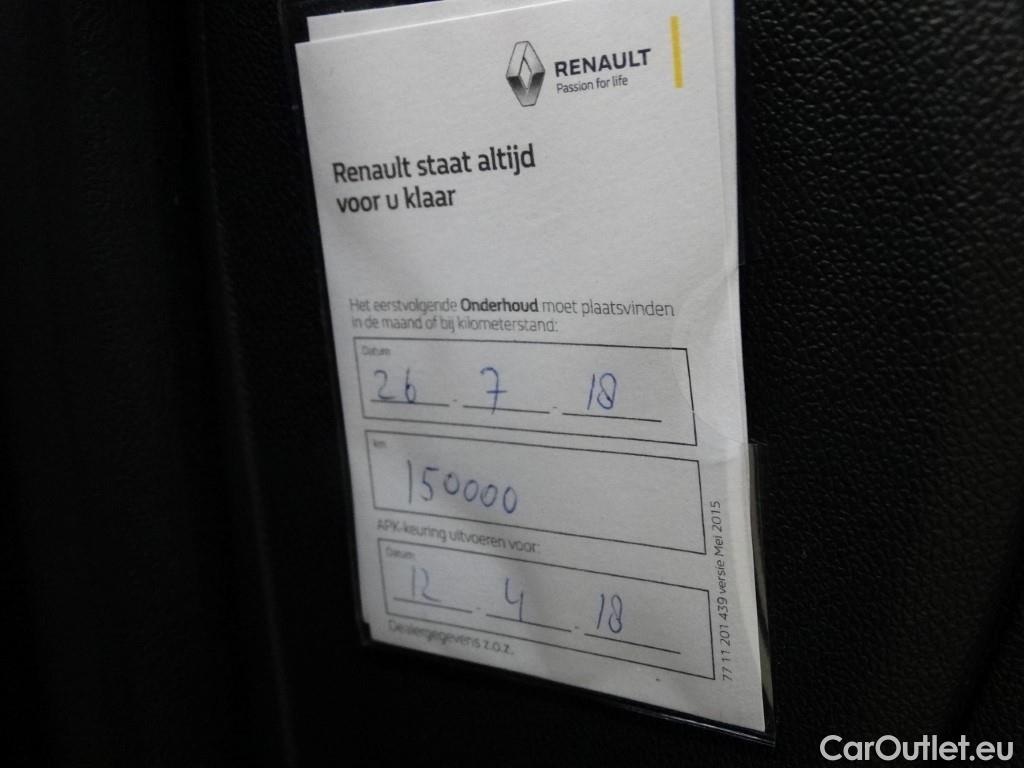 RENAULT
Passion for life
Renault staat altijd
voor u klaar
Het eerstvolgende Onderhoud moet plaatsvinden
in de maand of bij kilometerstand:
Datum
26 . 7 . 18
km
150000
APK-keuring uitvoeren voor:
Datum
12 . 4 . 18
Dealergegevens z.o.z.
77 11 201 439 versie Mei 2015
CarOutlet.eu